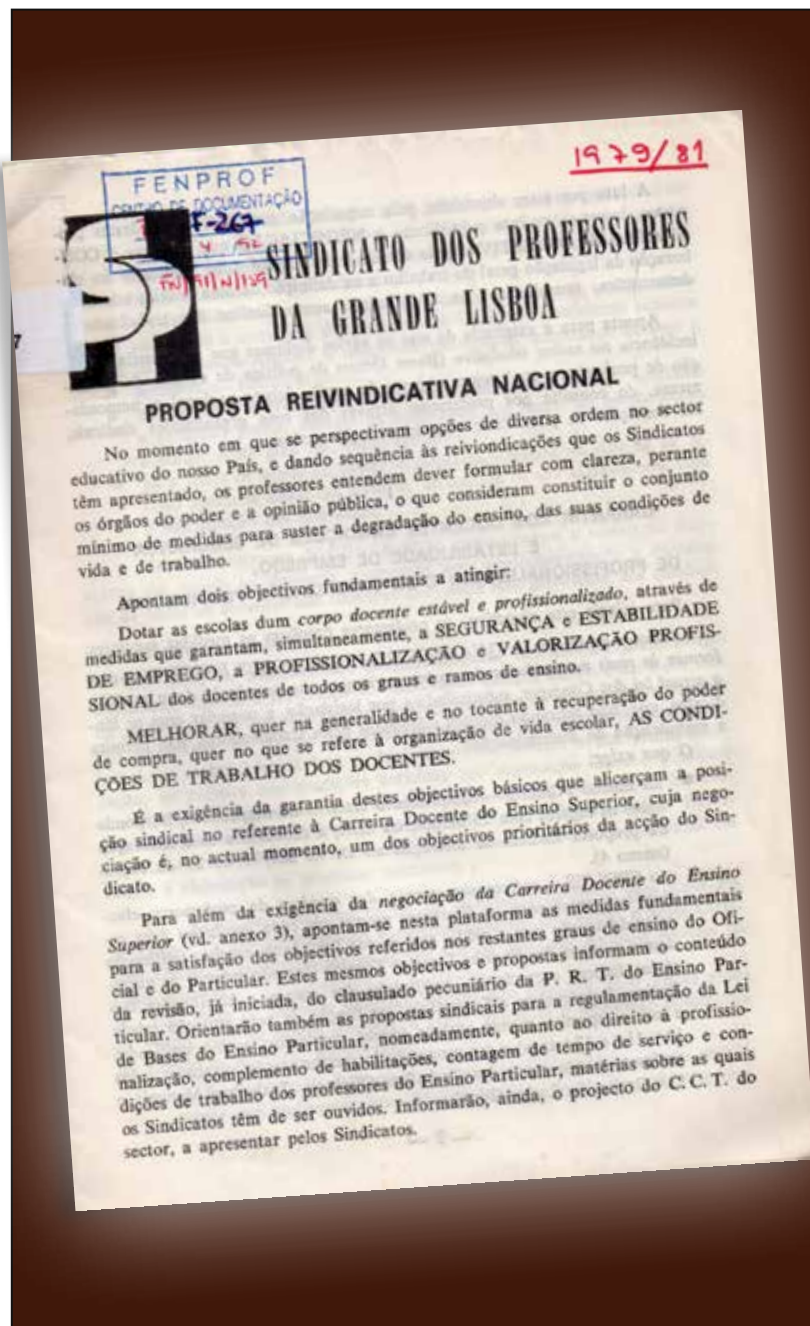 1979/81
FENPROF
CENTRO DE DOCUMENTAÇÃO
F-267
SINDICATO DOS PROFESSORES
DA GRANDE LISBOA
7
PROPOSTA REIVINDICATIVA NACIONAL
No momento em que se perspectivam opções de diversa ordem no sector
educativo do nosso País, e dando sequência às reiviondicações que os Sindicatos
têm apresentado, os professores entendem dever formular com clareza, perante
os órgãos do poder e a opinião pública, o que consideram constituir o conjunto
mínimo de medidas para suster a degradação do ensino, das suas condições de
vida e de trabalho.
Apontam dois objectivos fundamentais a atingir:
Dotar as escolas dum corpo docente estável e profissionalizado, através de
medidas que garantam, simultaneamente, a SEGURANÇA e ESTABILIDADE
DE EMPREGO, a PROFISSIONALIZAÇÃO e VALORIZAÇÃO PROFIS-
SIONAL dos docentes de todos os graus e ramos de ensino.
MELHORAR, quer na generalidade e no tocante à recuperação do poder
de compra, quer no que se refere à organização de vida escolar, AS CONDI-
ÇÕES DE TRABALHO DOS DOCENTES.
É a exigência da garantia destes objectivos básicos que alicerçam a posi-
ção sindical no referente à Carreira Docente do Ensino Superior, cuja nego-
ciação é, no actual momento, um dos objectivos prioritários da acção do Sin-
dicato.
Para além da exigência da negociação da Carreira Docente do Ensino
Superior (vd. anexo 3), apontam-se nesta plataforma as medidas fundamentais
para a satisfação dos objectivos referidos nos restantes graus de ensino do Ofi-
cial e do Particular. Estes mesmos objectivos e propostas informam o conteúdo
da revisão, já iniciada, do clausulado pecuniário da P. R. T. do Ensino Par-
ticular. Orientarão também as propostas sindicais para a regulamentação da Lei
de Bases do Ensino Particular, nomeadamente, quanto ao direito à profissio-
nalização, complemento de habilitações, contagem de tempo de serviço e con-
dições de trabalho dos professores do Ensino Particular, matérias sobre as quais
os Sindicatos têm de ser ouvidos. Informarão, ainda, o projecto do C. C. T. do
sector, a apresentar pelos Sindicatos.